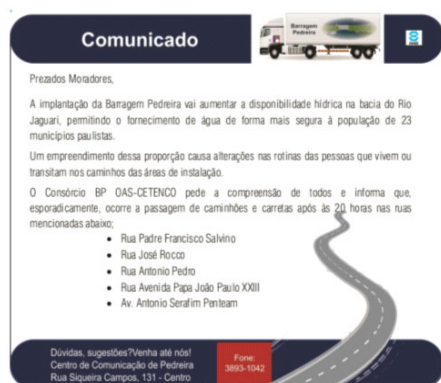 Comunicado
Barragem
Pedreira
Prezados Moradores,
A implantação da Barragem Pedreira vai aumentar a disponibilidade hídrica na bacia do Rio
Jaguari, permitindo o fornecimento de água de forma mais segura à população de 23
municípios paulistas.
Um empreendimento dessa proporção causa alterações nas rotinas das pessoas que vivem ou
transitam nos caminhos das áreas de instalação.
O Consórcio BP OAS-CETENCO pede a compreensão de todos e informa que,
esporadicamente, ocorre a passagem de caminhões e carretas após às 20 horas nas ruas
mencionadas abaixo;
• Rua Padre Francisco Salvino
• Rua José Rocco
• Rua Antonio Pedro
• Rua Avenida Papa João Paulo XXIII
• Av. Antonio Serafim Penteam
Dúvidas, sugestões?Venha até nós!
Centro de Comunicação de Pedreira
Rua Siqueira Campos, 131 - Centro
Fone:
3893-1042